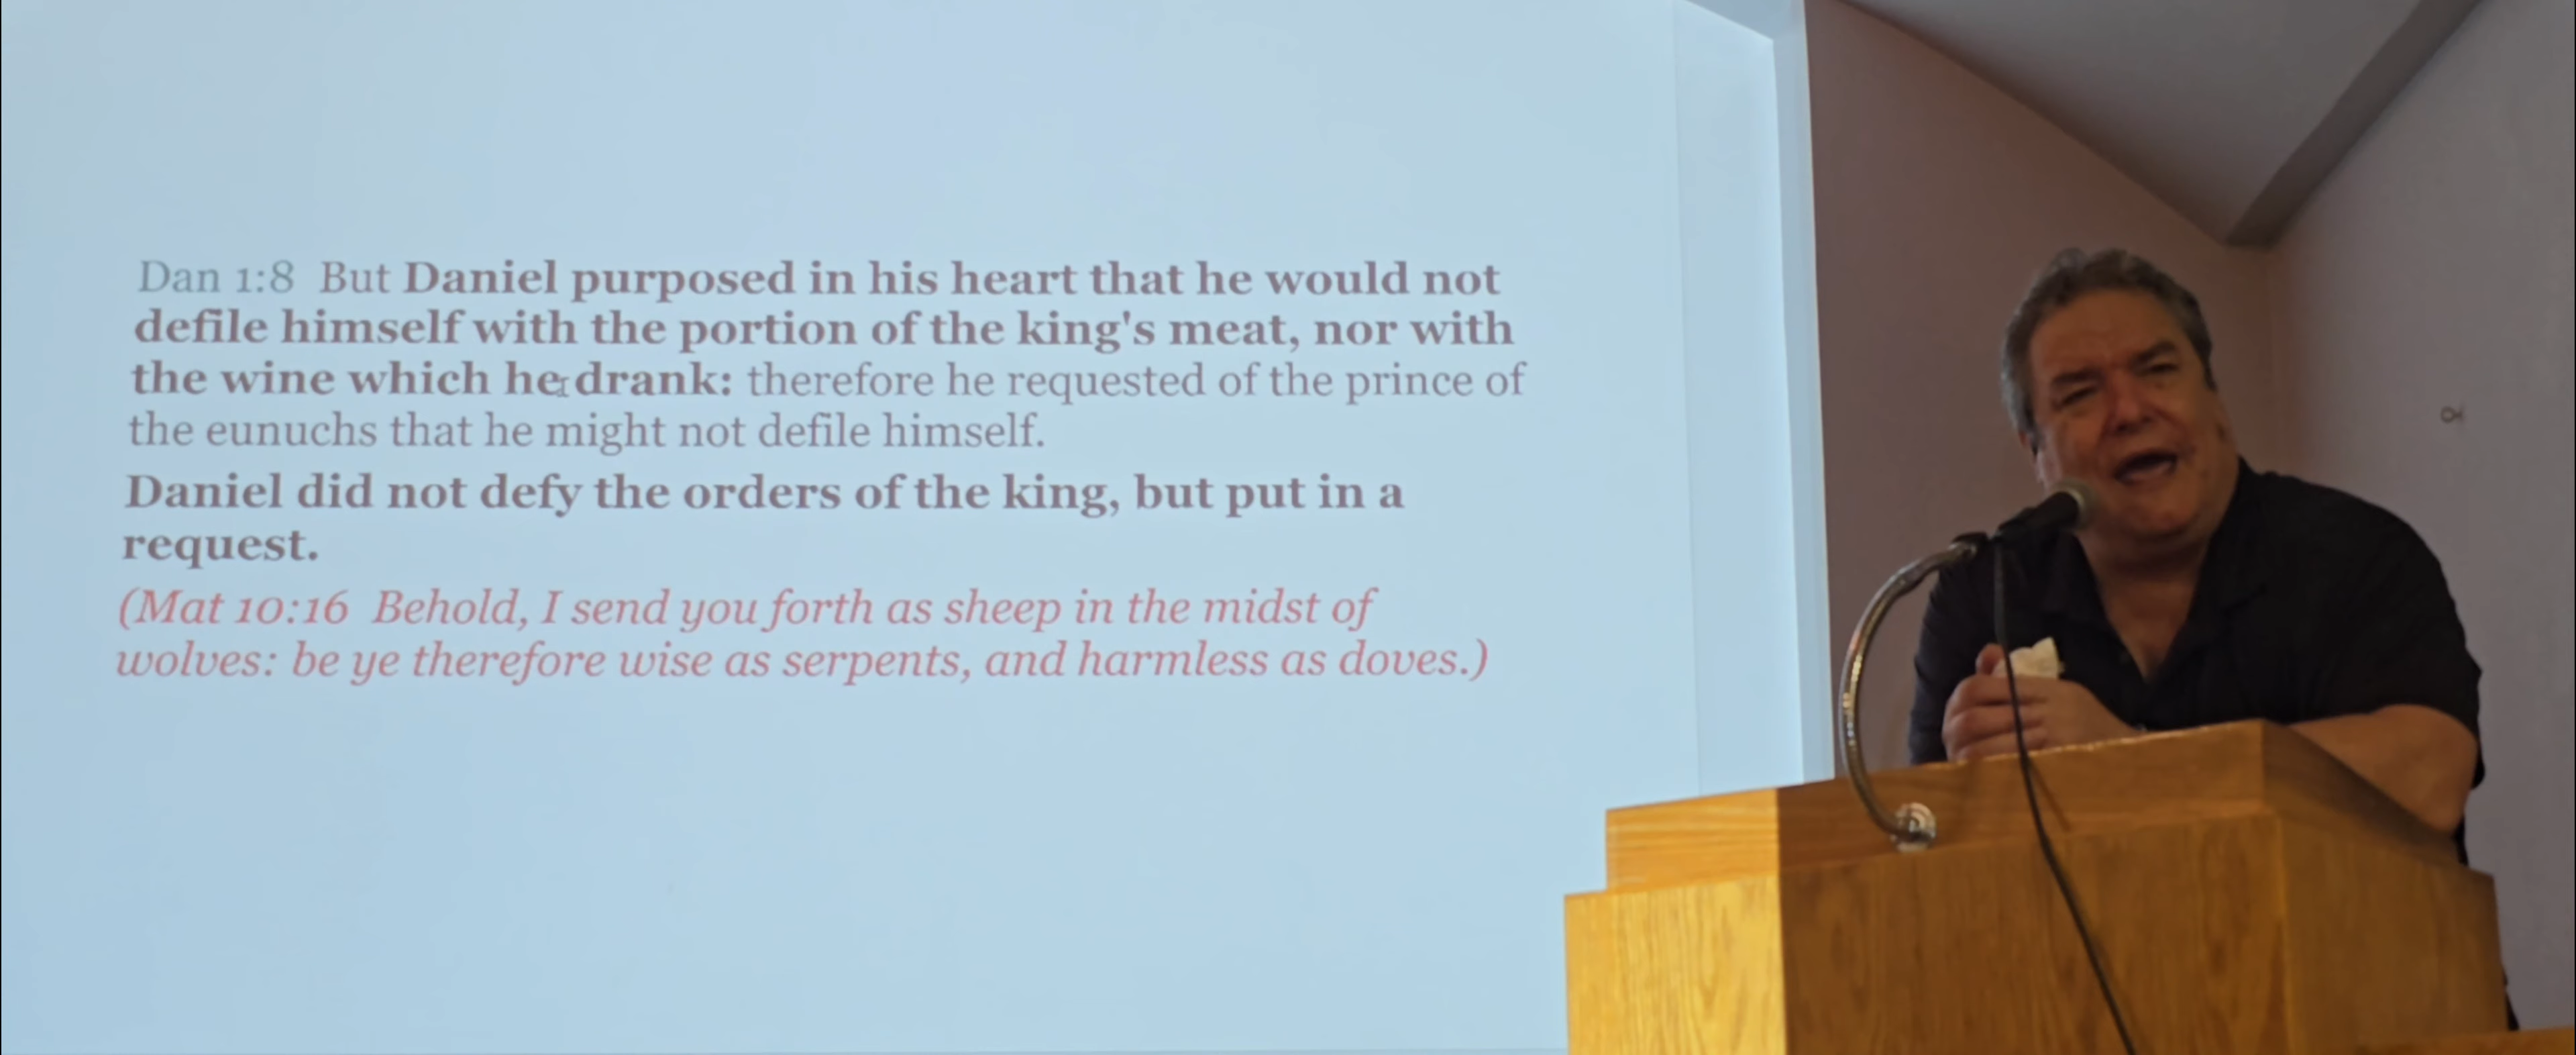 Dan 1:8  But Daniel purposed in his heart that he would not
defile himself with the portion of the king's meat, nor with
the wine which he drank: therefore he requested of the prince of
the eunuchs that he might not defile himself.
Daniel did not defy the orders of the king, but put in a
request.
(Mat 10:16  Behold, I send you forth as sheep in the midst of
wolves: be ye therefore wise as serpents, and harmless as doves.)